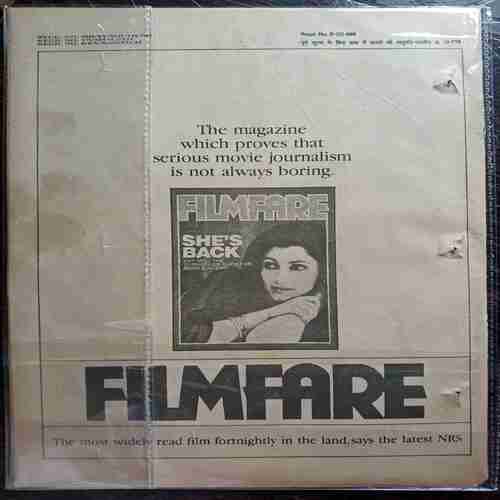 The magazine
which proves that
serious movie journalism
is not always boring.
FILMFARE
SHE'S
BACK
FILMFARE
The most widely read film fortnightly in the land, says the latest NRS